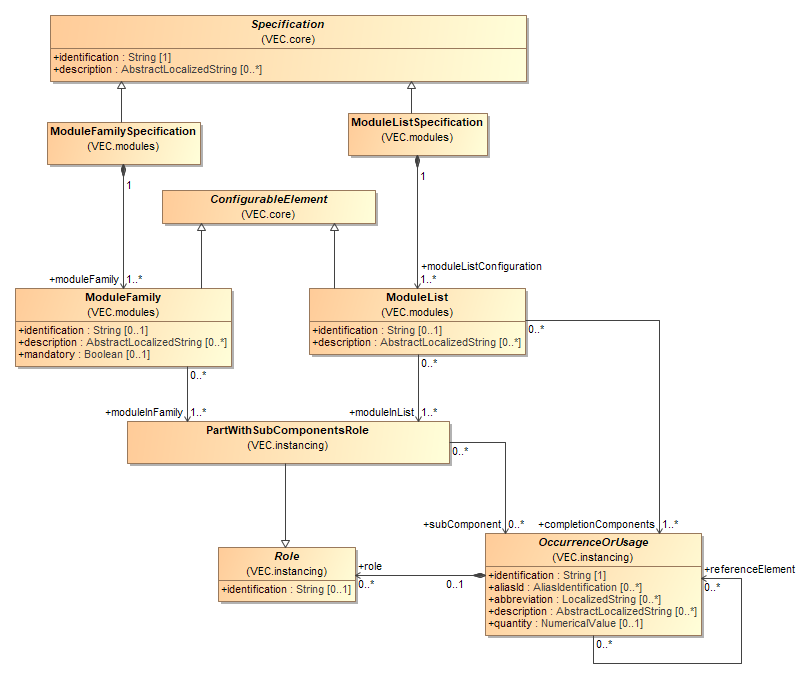 Specification
(VEC.core)
+identification : String [1]
+description : AbstractLocalizedString [0..*]
ModuleFamilySpecification
(VEC.modules)
ModuleListSpecification
(VEC.modules)
1
1
ConfigurableElement
(VEC.core)
+moduleFamily
1..*
+moduleListConfiguration
1..*
ModuleFamily
(VEC.modules)
+identification : String [0..1]
+description : AbstractLocalizedString [0..*]
+mandatory : Boolean [0..1]
ModuleList
(VEC.modules)
+identification : String [0..1]
+description : AbstractLocalizedString [0..*]
0..*
0..*
0..*
+moduleInFamily
1..*
+moduleInList
1..*
PartWithSubComponentsRole
(VEC.instancing)
0..*
+subComponent
0..*
+completionComponents
1..*
Role
(VEC.instancing)
+identification : String [0..1]
+role
0..*
0..1
OccurrenceOrUsage
(VEC.instancing)
+identification : String [1]
+aliasId : AliasIdentification [0..*]
+abbreviation : LocalizedString [0..*]
+description : AbstractLocalizedString [0..*]
+quantity : NumericalValue [0..1]
+referenceElement
0..*
0..*